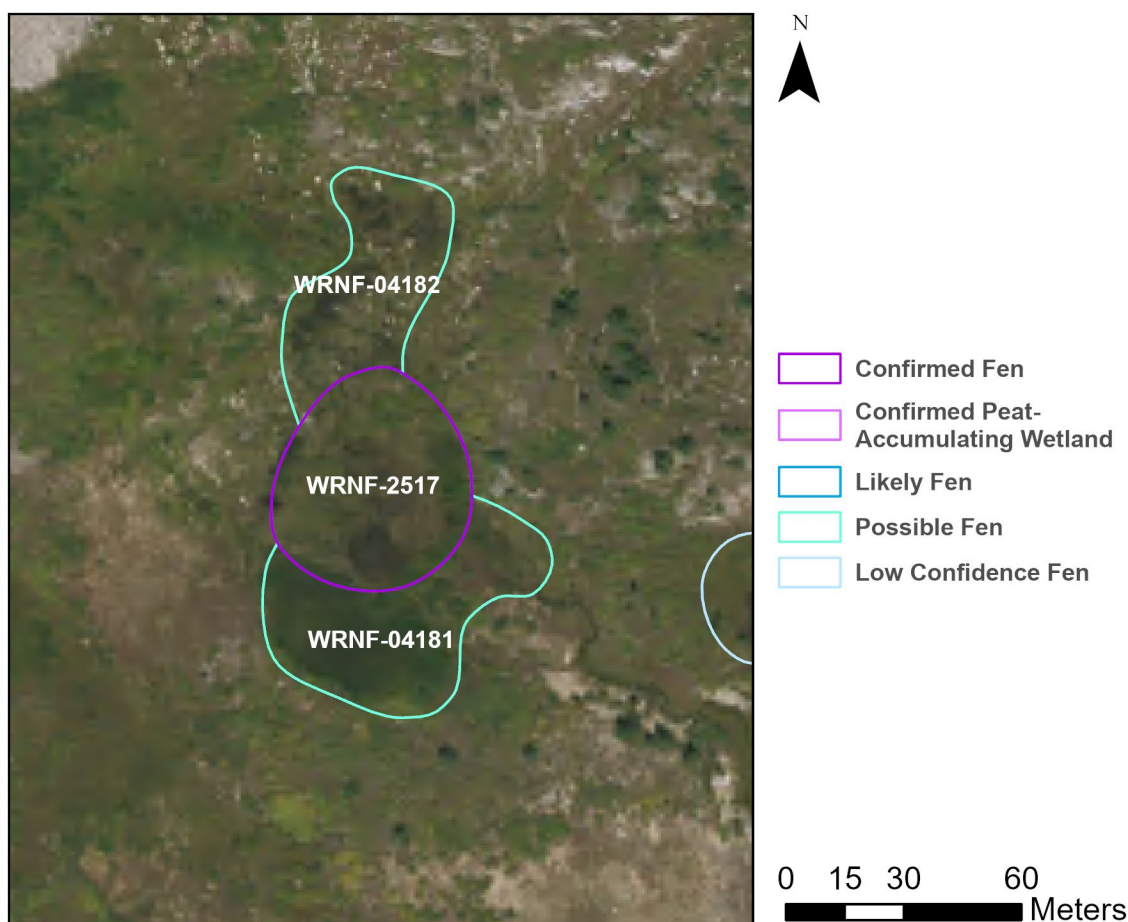 N
WRNF-04182
WRNF-2517
WRNF-04181
Confirmed Fen
Confirmed Peat-
Accumulating Wetland
Likely Fen
Possible Fen
Low Confidence Fen
0 15 30 60
Meters